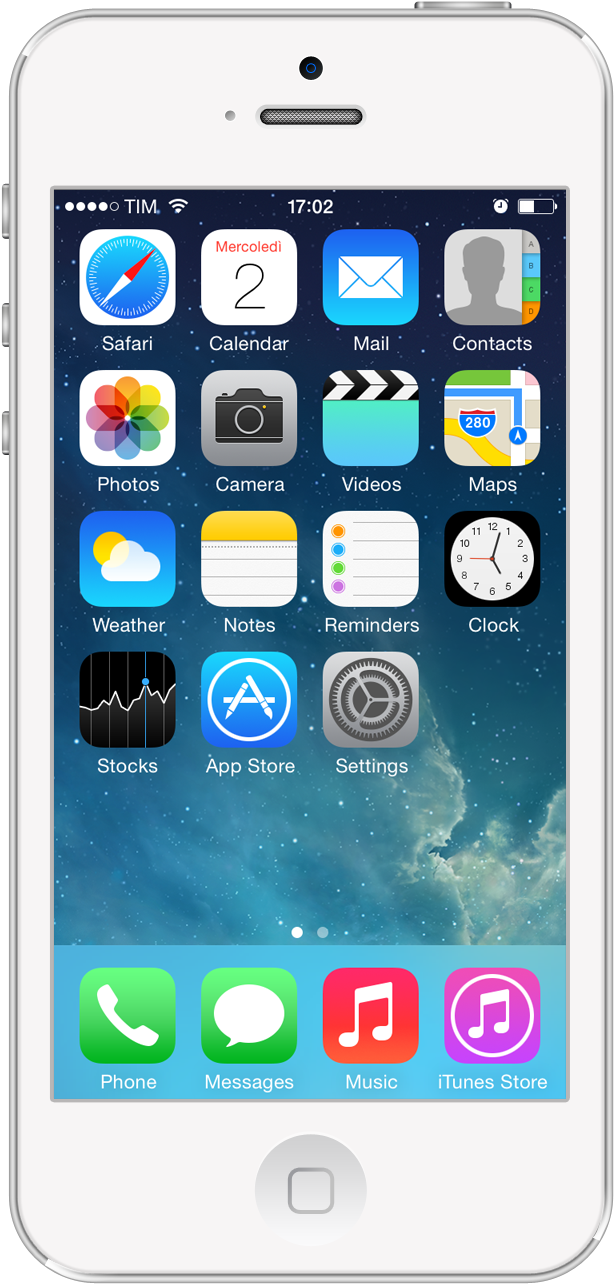 TIM 17:02
Mercoledì
2
A
B
C
D
Safari Calendar Mail Contacts
280
Photos Camera Videos Maps
12
1
2
3
4
5
6
7
8
9
10
11
Weather Notes Reminders Clock
Stocks App Store Settings
Phone Messages Music iTunes Store